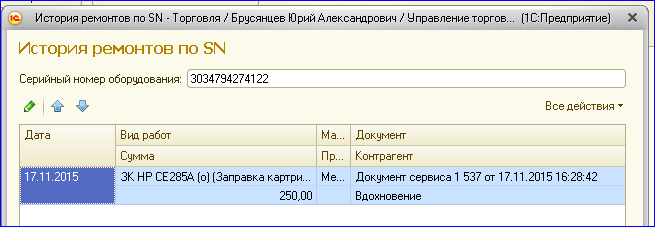 История ремонтов по SN - Торговля / Брусянцев Юрий Александрович / Управление торгов... (1С:Предприятие)
История ремонтов по SN
Серийный номер оборудования: 3034794274122
Все действия
Дата Вид работ Ма... Документ
Сумма Пр... Контрагент
17.11.2015 ЗК HP CE285A (о) (Заправка картри... Ме... Документ сервиса 1 537 от 17.11.2015 16:28:42
250,00 Вдохновение